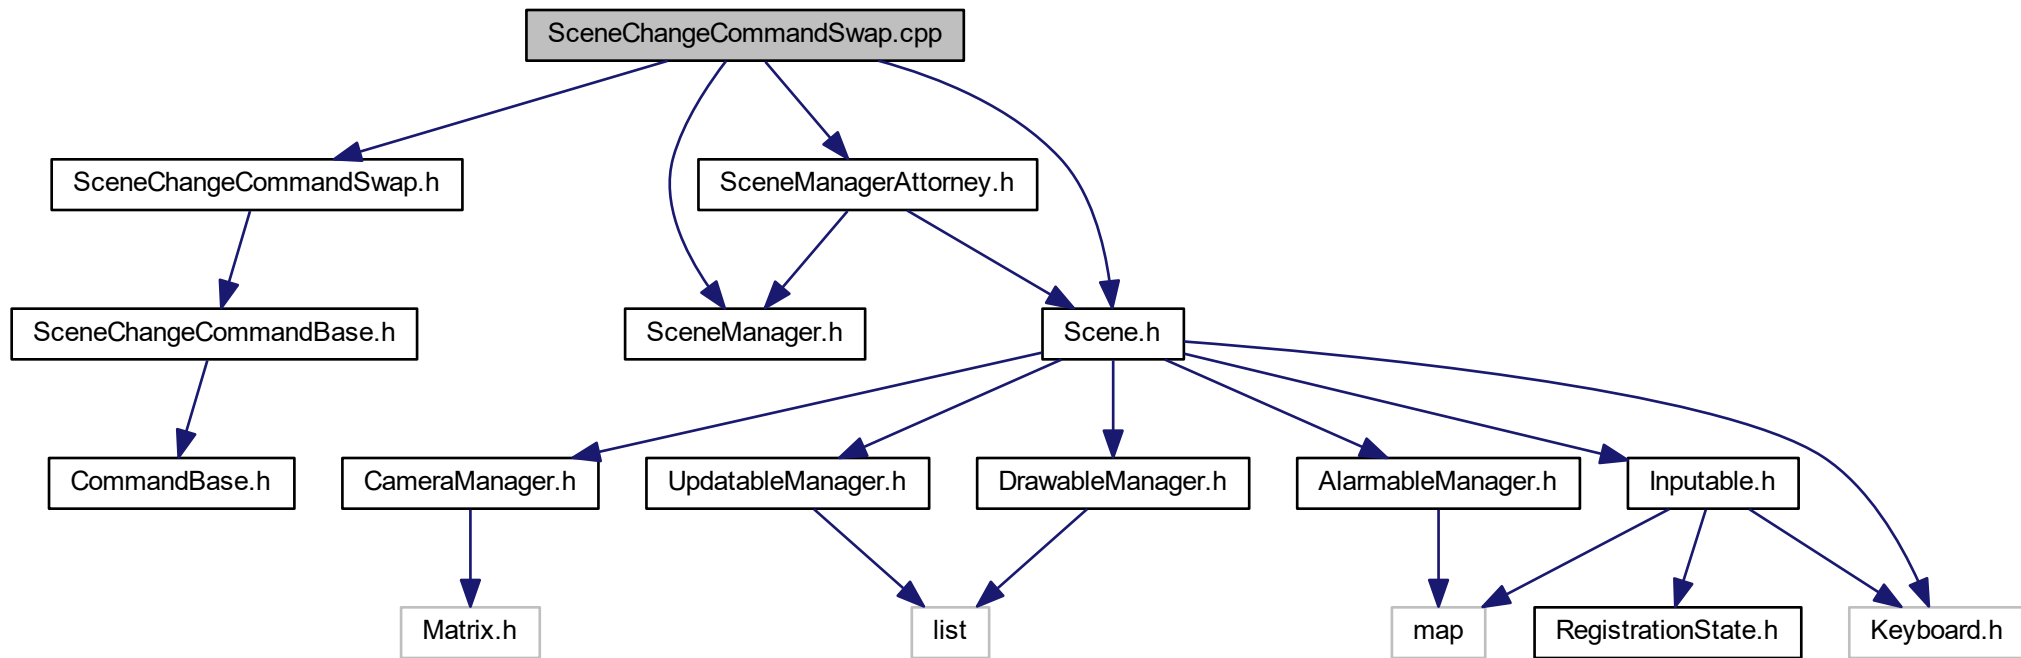 SceneChangeCommandSwap.cpp
SceneChangeCommandSwap.h
SceneManagerAttorney.h
SceneChangeCommandBase.h
SceneManager.h
Scene.h
CommandBase.h
CameraManager.h
UpdatableManager.h
DrawableManager.h
AlarmableManager.h
Inputable.h
Matrix.h
list
map
RegistrationState.h
Keyboard.h